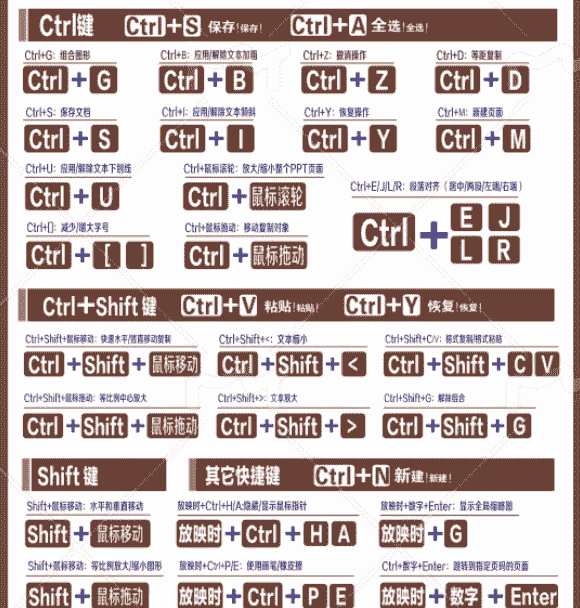 Ctrl键 Ctrl+S 保存!保存! Ctrl+A 全选!全选!
Ctrl+G: 组合图形 Ctrl+B: 应用/解除文本加粗 Ctrl+Z: 撤销操作 Ctrl+D: 等距复制
Ctrl+G Ctrl+B Ctrl+Z Ctrl+D
Ctrl+S: 保存文档 Ctrl+I: 应用/解除文本倾斜 Ctrl+Y: 恢复操作 Ctrl+M: 新建页面
Ctrl+S Ctrl+I Ctrl+Y Ctrl+M
Ctrl+U: 应用/解除文本下划线 Ctrl+鼠标滚轮: 放大/缩小整个PPT页面
Ctrl+U Ctrl+鼠标滚轮
Ctrl+E/J/L/R: 段落对齐(居中/两段/左端/右端)
Ctrl+E J L R
Ctrl+[]: 减少/增大字号 Ctrl+鼠标拖动: 移动复制对象
Ctrl+[ ] Ctrl+鼠标拖动
Ctrl+Shift键 Ctrl+V 粘贴!粘贴! Ctrl+Y 恢复!恢复!
Ctrl+Shift+鼠标移动: 快速水平/竖直移动复制 Ctrl+Shift+<: 文本缩小 Ctrl+Shift+C/V: 格式复制/格式粘贴
Ctrl+Shift+鼠标移动 Ctrl+Shift+< Ctrl+Shift+C V
Ctrl+Shift+鼠标拖动: 等比例中心放大 Ctrl+Shift+>: 文本放大 Ctrl+Shift+G: 解除组合
Ctrl+Shift+鼠标拖动 Ctrl+Shift+> Ctrl+Shift+G
Shift键 其它快捷键 Ctrl+N 新建!新建!
Shift+鼠标移动: 水平和垂直移动 放映时+Ctrl+H/A:隐藏/显示鼠标指针 放映时+数字+Enter: 显示全局缩略图
Shift+鼠标移动 放映时+Ctrl+H A 放映时+G
Shift+鼠标移动: 等比例放大/缩小图形 放映时+Ctrl+P/E: 使用画笔/橡皮擦 Ctrl+数字+Enter: 跳转到指定页码的页面
Shift+鼠标拖动 放映时+Ctrl+P E 放映时+数字+Enter